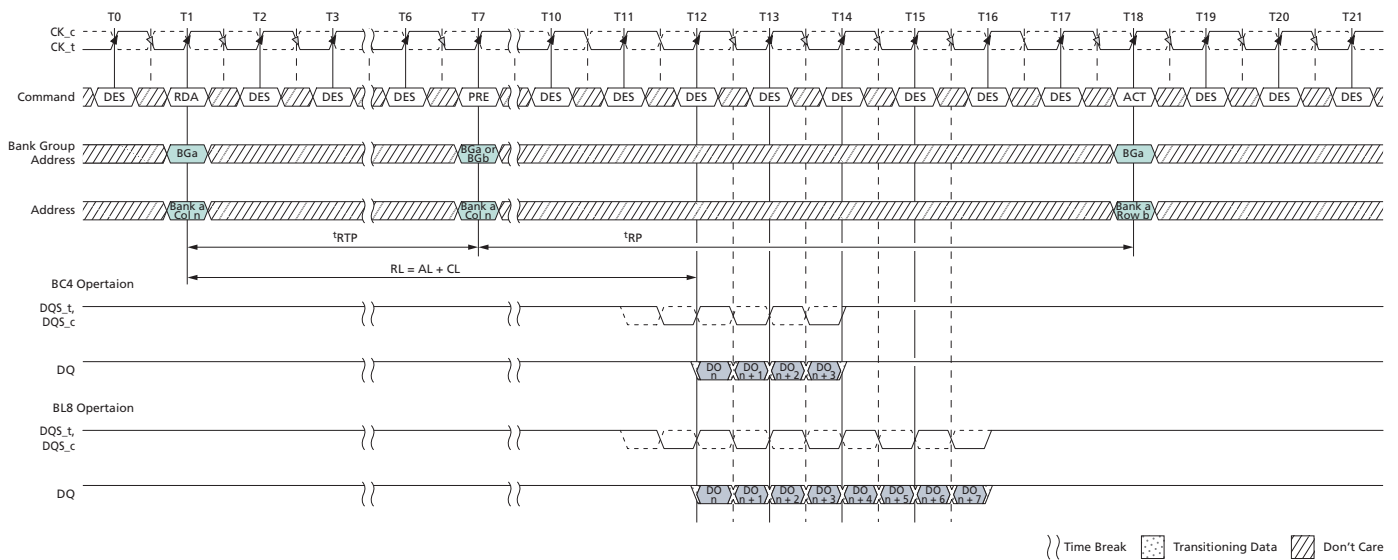 T0 T1 T2 T3 T6 T7 T10 T11 T12 T13 T14 T15 T16 T17 T18 T19 T20 T21
CK_c
CK_t
Command DES RDA DES DES DES PRE DES DES DES DES DES DES DES DES ACT DES DES DES
Bank Group
Address
BGa
BGa or
BGb
BGa
Address
Bank a
Col n
Bank a
Col n
Bank a
Row b
tRTP tRP
RL = AL + CL
BC4 Opertaion
DQS_t,
DQS_c
DQ
DO
n
DO
n + 1
DO
n + 2
DO
n + 3
BL8 Opertaion
DQS_t,
DQS_c
DQ
DO
n
DO
n + 1
DO
n + 2
DO
n + 3
DO
n + 4
DO
n + 5
DO
n + 6
DO
n + 7
Time Break Transitioning Data Don't Care